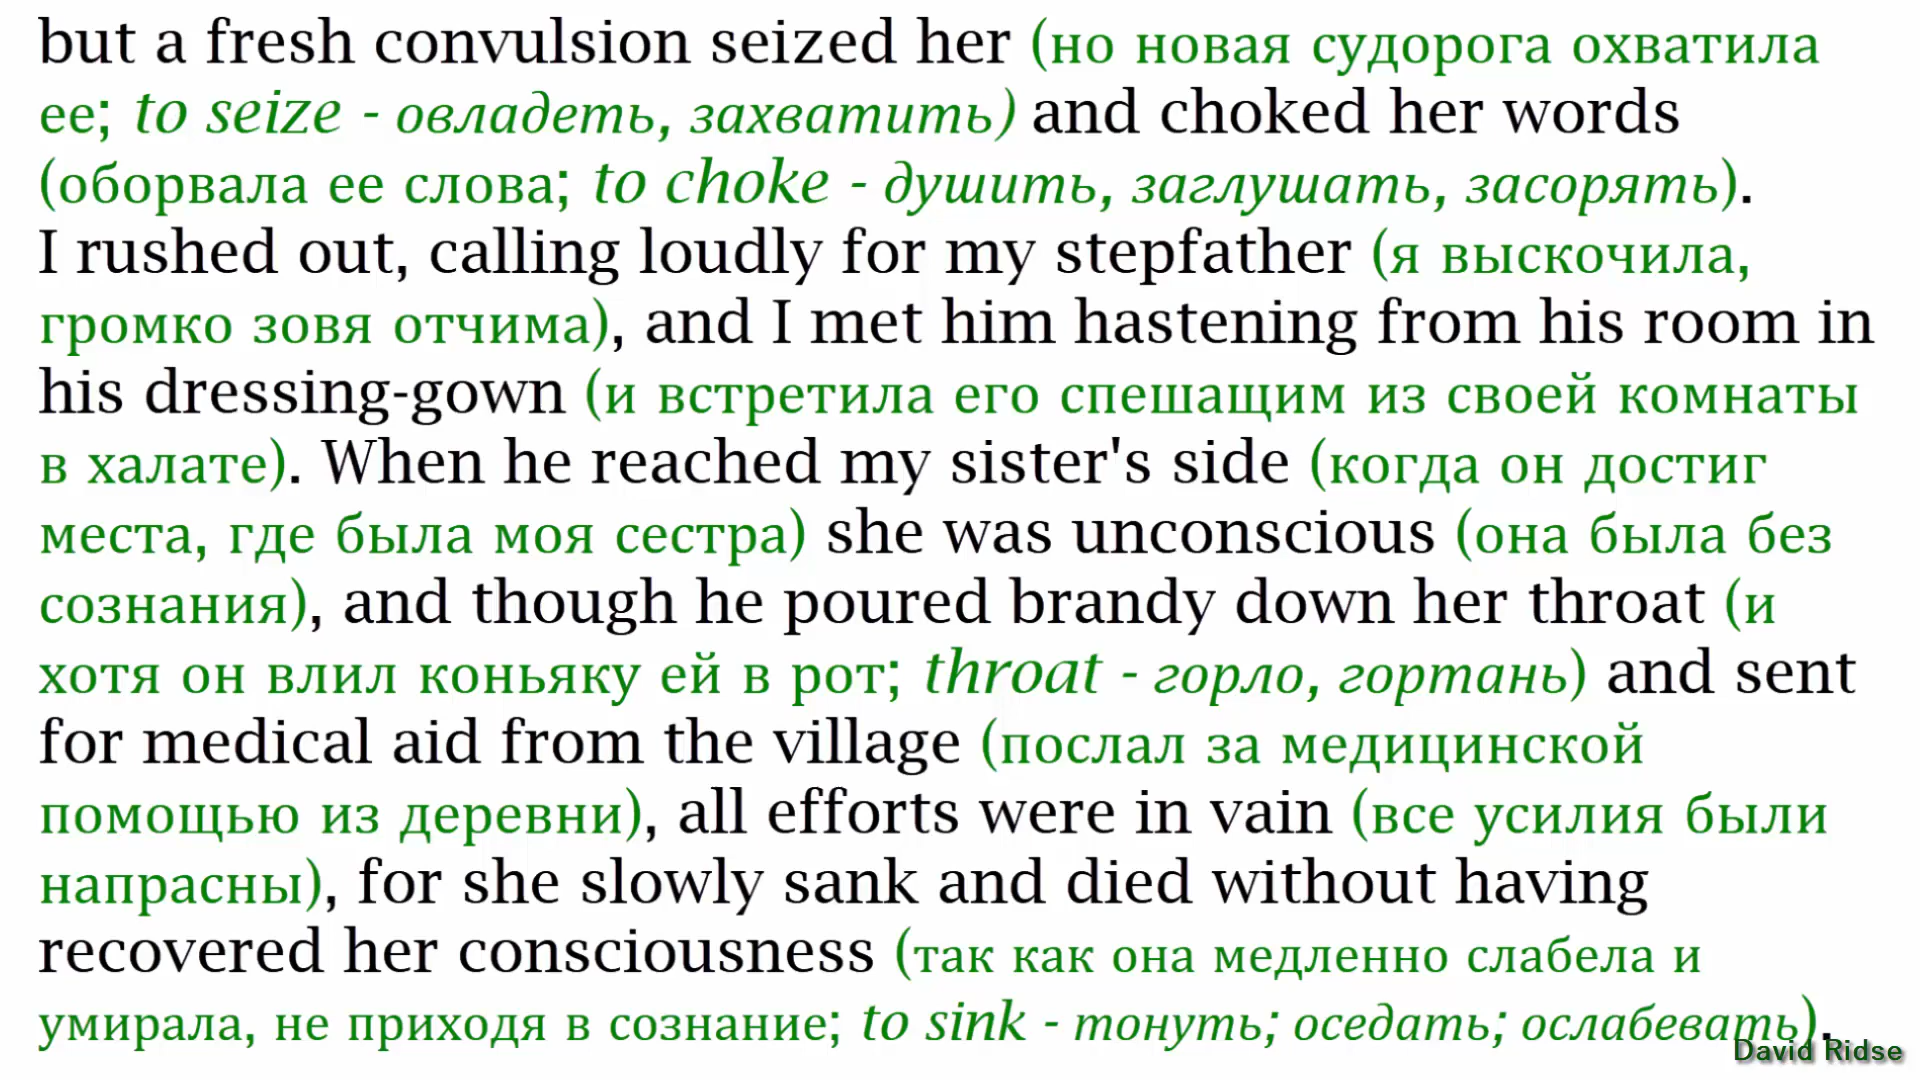 but a fresh convulsion seized her (но новая судорога охватила
ее; to seize - овладеть, захватить) and choked her words
(оборвала ее слова; to choke - душить, заглушать, засорять).
I rushed out, calling loudly for my stepfather (я выскочила,
громко зовя отчима), and I met him hastening from his room in
his dressing-gown (и встретила его спешащим из своей комнаты
в халате). When he reached my sister's side (когда он достиг
места, где была моя сестра) she was unconscious (она была без
сознания), and though he poured brandy down her throat (и
хотя он влил коньяку ей в рот; throat - горло, гортань) and sent
for medical aid from the village (послал за медицинской
помощью из деревни), all efforts were in vain (все усилия были
напрасны), for she slowly sank and died without having
recovered her consciousness (так как она медленно слабела и
умирала, не приходя в сознание; to sink - тонуть; оседать; ослабевать).
David Ridse